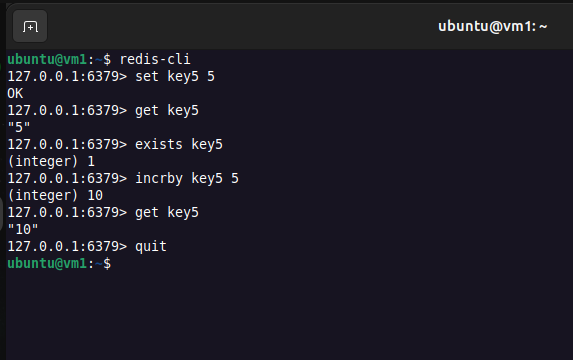 ubuntu@vm1: ~
ubuntu@vm1:~$ redis-cli
127.0.0.1:6379> set key5 5
OK
127.0.0.1:6379> get key5
"5"
127.0.0.1:6379> exists key5
(integer) 1
127.0.0.1:6379> incrby key5 5
(integer) 10
127.0.0.1:6379> get key5
"10"
127.0.0.1:6379> quit
ubuntu@vm1:~$